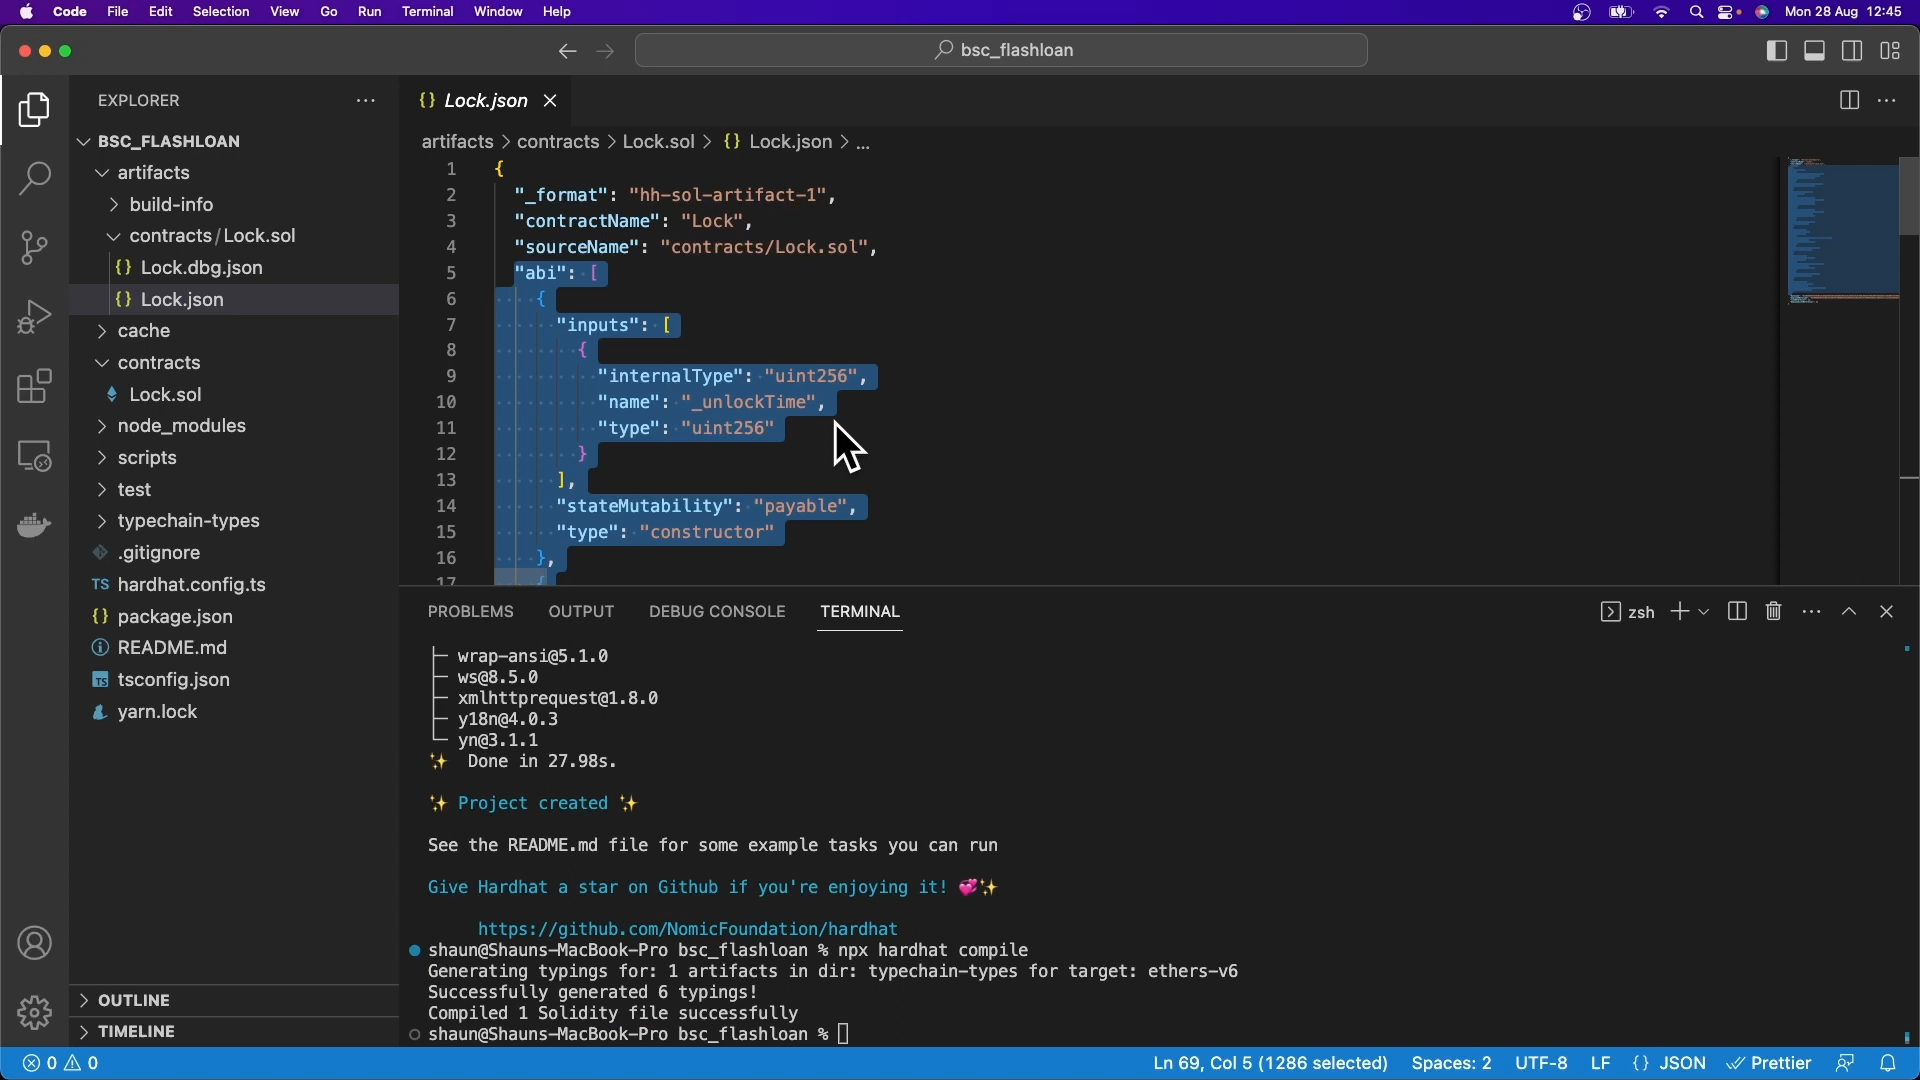 Code File Edit Selection View Go Run Terminal Window Help Mon 28 Aug 12:45
bsc_flashloan
EXPLORER
BSC_FLASHLOAN
artifacts
build-info
contracts/Lock.sol
{} Lock.dbg.json
{} Lock.json
cache
contracts
Lock.sol
node_modules
scripts
test
typechain-types
.gitignore
TS hardhat.config.ts
{} package.json
README.md
TS tsconfig.json
yarn.lock
OUTLINE
TIMELINE
{} Lock.json
artifacts > contracts > Lock.sol > {} Lock.json > ...
1 {
2 "_format": "hh-sol-artifact-1",
3 "contractName": "Lock",
4 "sourceName": "contracts/Lock.sol",
5 "abi": [
6 {
7 "inputs": [
8 {
9 "internalType": "uint256",
10 "name": "_unlockTime",
11 "type": "uint256"
12 }
13 ],
14 "stateMutability": "payable",
15 "type": "constructor"
16 },
17 {
PROBLEMS OUTPUT DEBUG CONSOLE TERMINAL zsh
├─ wrap-ansi@5.1.0
├─ ws@8.5.0
├─ xmlhttprequest@1.8.0
├─ y18n@4.0.3
└─ yn@3.1.1
✨ Done in 27.98s.
✨ Project created ✨
See the README.md file for some example tasks you can run
Give Hardhat a star on Github if you're enjoying it! 💞✨
https://github.com/NomicFoundation/hardhat
shaun@Shauns-MacBook-Pro bsc_flashloan % npx hardhat compile
Generating typings for: 1 artifacts in dir: typechain-types for target: ethers-v6
Successfully generated 6 typings!
Compiled 1 Solidity file successfully
shaun@Shauns-MacBook-Pro bsc_flashloan %
0 0 Ln 69, Col 5 (1286 selected) Spaces: 2 UTF-8 LF {} JSON Prettier